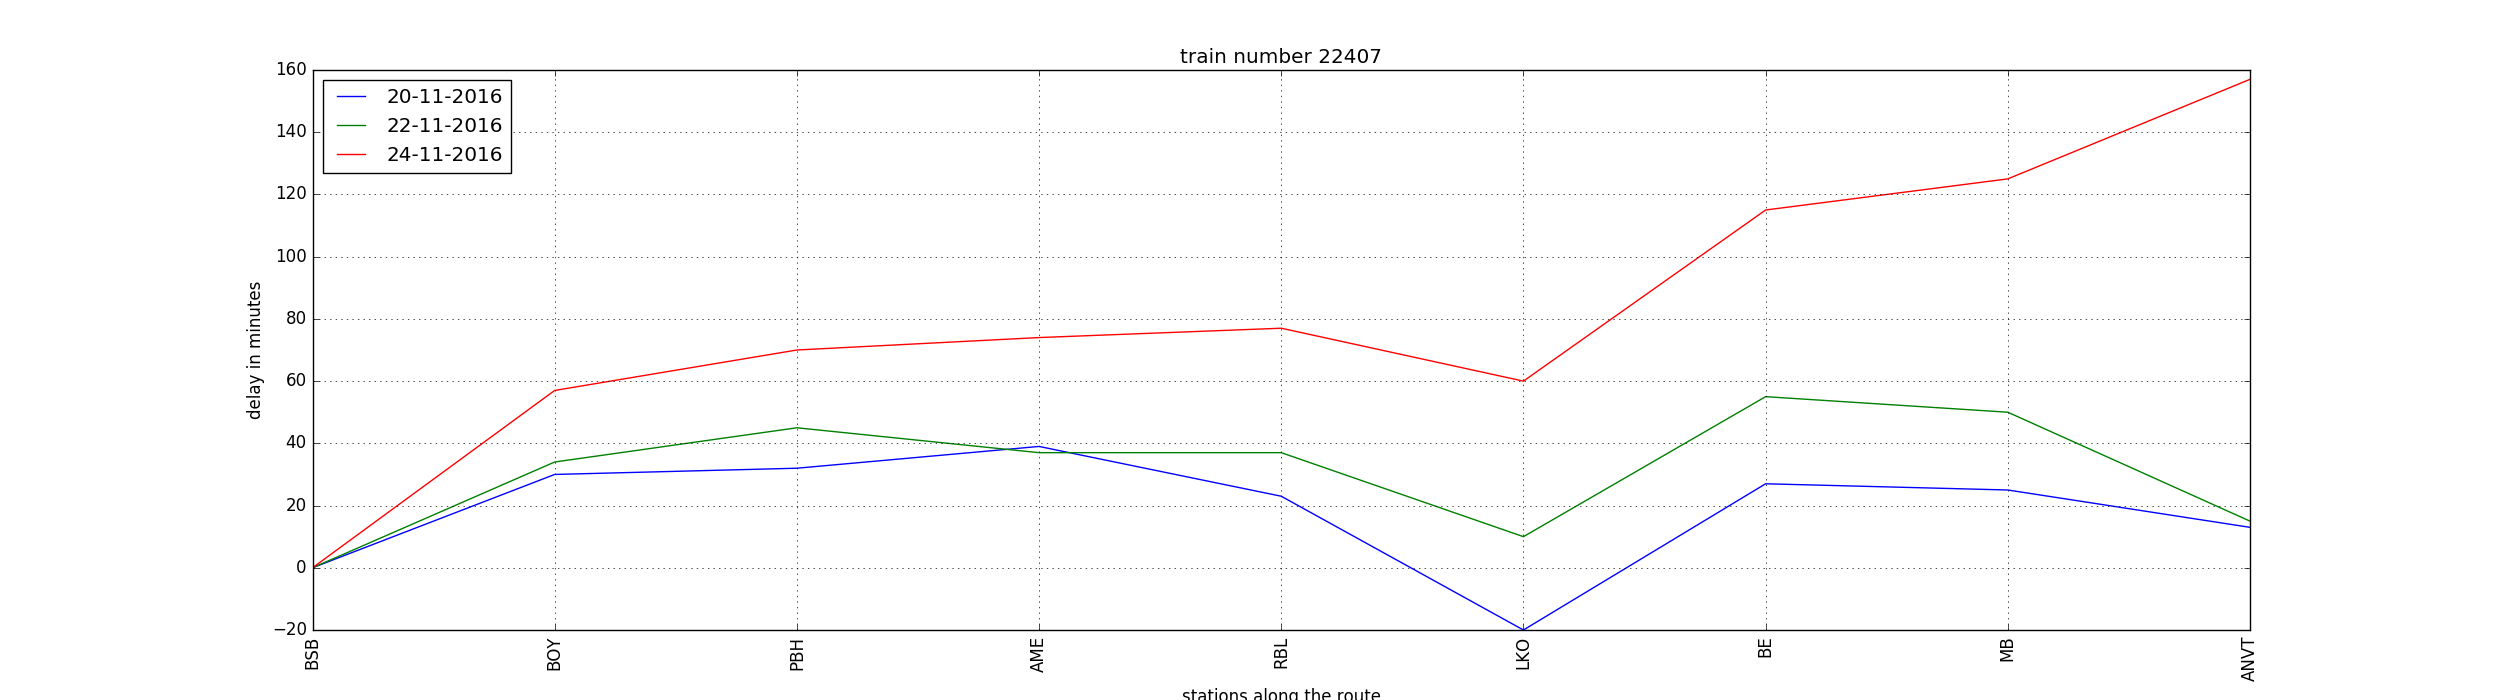 train number 22407
160
140
120
100
80
60
40
20
0
−20
20-11-2016
22-11-2016
24-11-2016
delay in minutes
BSB
BOY
PBH
AME
RBL
LKO
BE
MB
ANVT
stations along the route